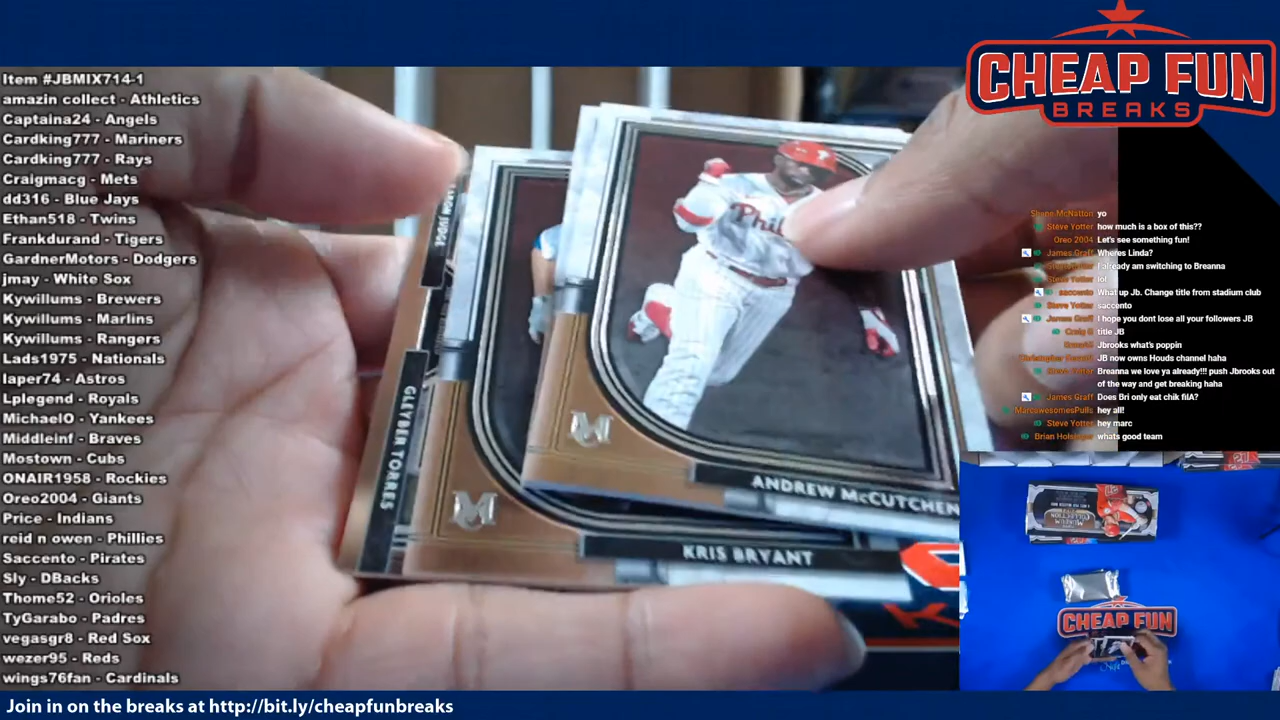 Item #JBMIX714-1
amazin collect - Athletics
Captaina24 - Angels
Cardking777 - Mariners
Cardking777 - Rays
Craigmacg - Mets
dd316 - Blue Jays
Ethan518 - Twins
Frankdurand - Tigers
GardnerMotors - Dodgers
jmay - White Sox
Kywillums - Brewers
Kywillums - Marlins
Kywillums - Rangers
Lads1975 - Nationals
laper74 - Astros
Lplegend - Royals
MichaelO - Yankees
Middleinf - Braves
Mostown - Cubs
ONAIR1958 - Rockies
Oreo2004 - Giants
Price - Indians
reid n owen - Phillies
Saccento - Pirates
Sly - DBacks
Thome52 - Orioles
TyGarabo - Padres
vegasgr8 - Red Sox
wezer95 - Reds
wings76fan - Cardinals
Join in on the breaks at http://bit.ly/cheapfunbreaks
CHEAP FUN
BREAKS
Shane McNatton yo
Steve Yotter how much is a box of this??
Oreo 2004 Let's see something fun!
James Graff Wheres Linda?
I already am switching to Breanna
Steve Yotter lol
saccento What up Jb. Change title from stadium club
Steve Yotter saccento
James Graff I hope you dont lose all your followers JB
Craig G title JB
Jbrooks what's poppin
JB now owns Houds channel haha
Steve Yotter Breanna we love ya already!!! push Jbrooks out
of the way and get breaking haha
James Graff Does Bri only eat chik filA?
MarcawesomesPulls hey all!
Steve Yotter hey marc
Brian Holsinger whats good team
JUDGE
GLEYBER TORRES
Phil
M
ANDREW McCUTCHEN
M
KRIS BRYANT
COLLECTION
CHEAP FUN